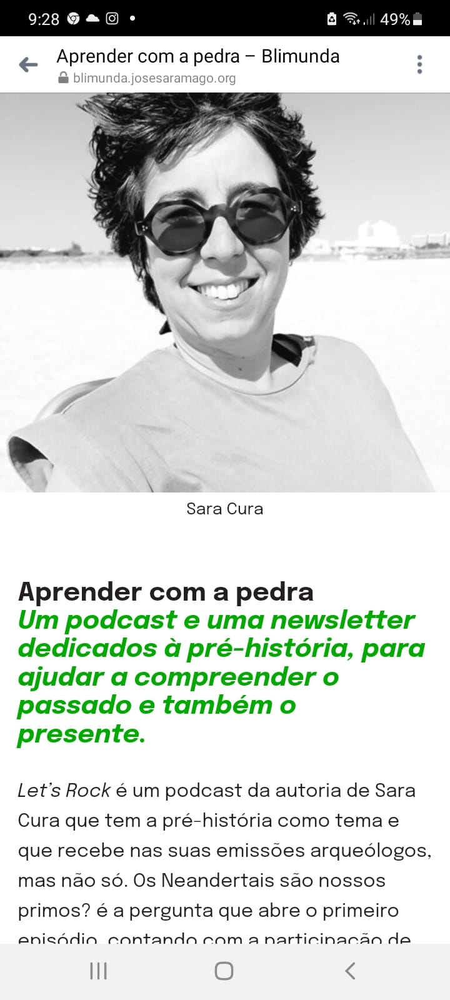 9:28
49%
Aprender com a pedra – Blimunda
blimunda.josesaramago.org
Sara Cura
Aprender com a pedra
Um podcast e uma newsletter
dedicados à pré-história, para
ajudar a compreender o
passado e também o
presente.
Let's Rock é um podcast da autoria de Sara
Cura que tem a pré-história como tema e
que recebe nas suas emissões arqueólogos,
mas não só. Os Neandertais são nossos
primos? é a pergunta que abre o primeiro
episódio, contando com a participação de